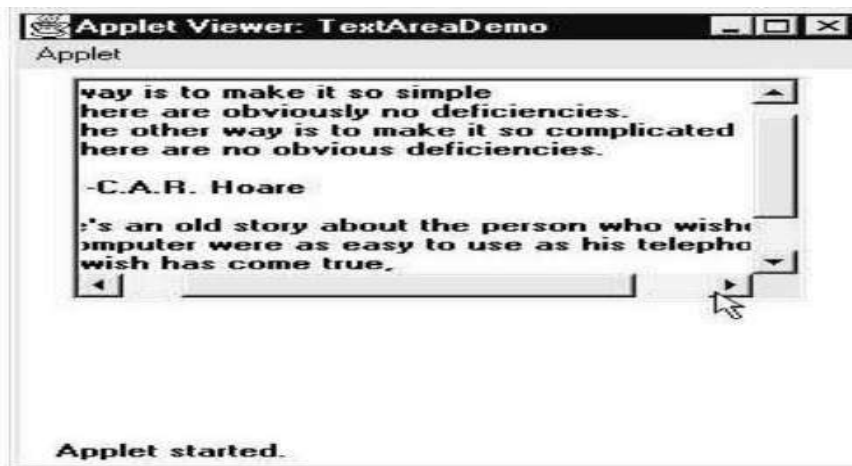 Applet Viewer: TextAreaDemo
Applet
way is to make it so simple
here are obviously no deficiencies.
he other way is to make it so complicated
here are no obvious deficiencies.
-C.A.R. Hoare
's an old story about the person who wishe
omputer were as easy to use as his telepho
wish has come true,
Applet started.